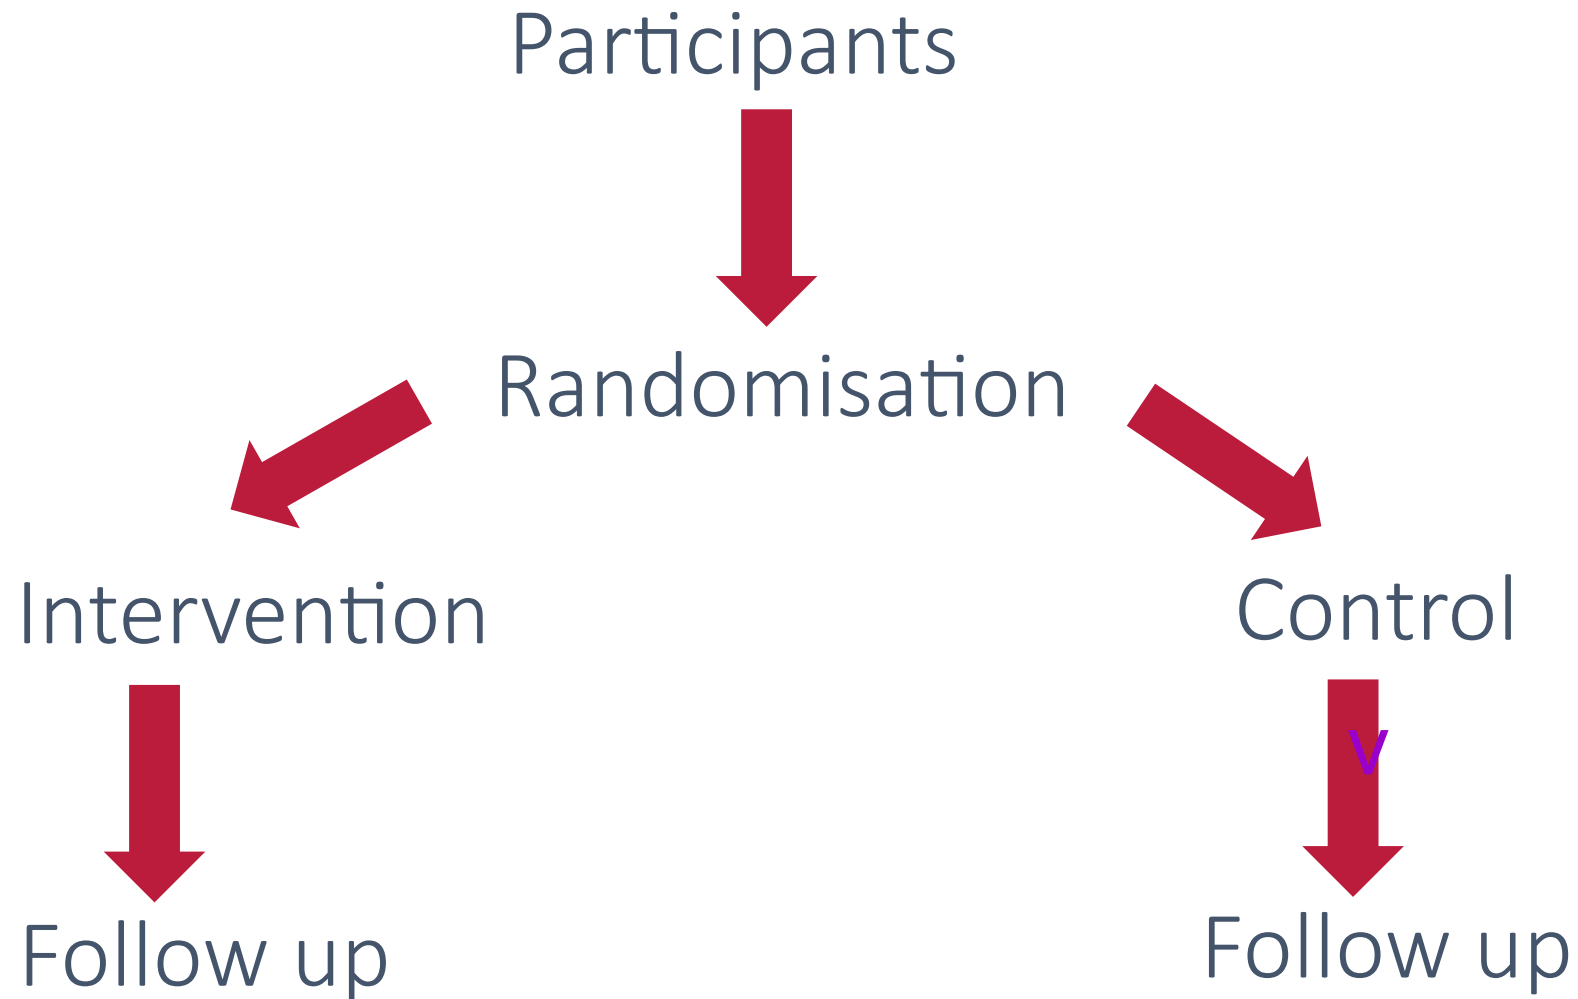 Participants
Randomisation
Intervention
Control
v
Follow up
Follow up